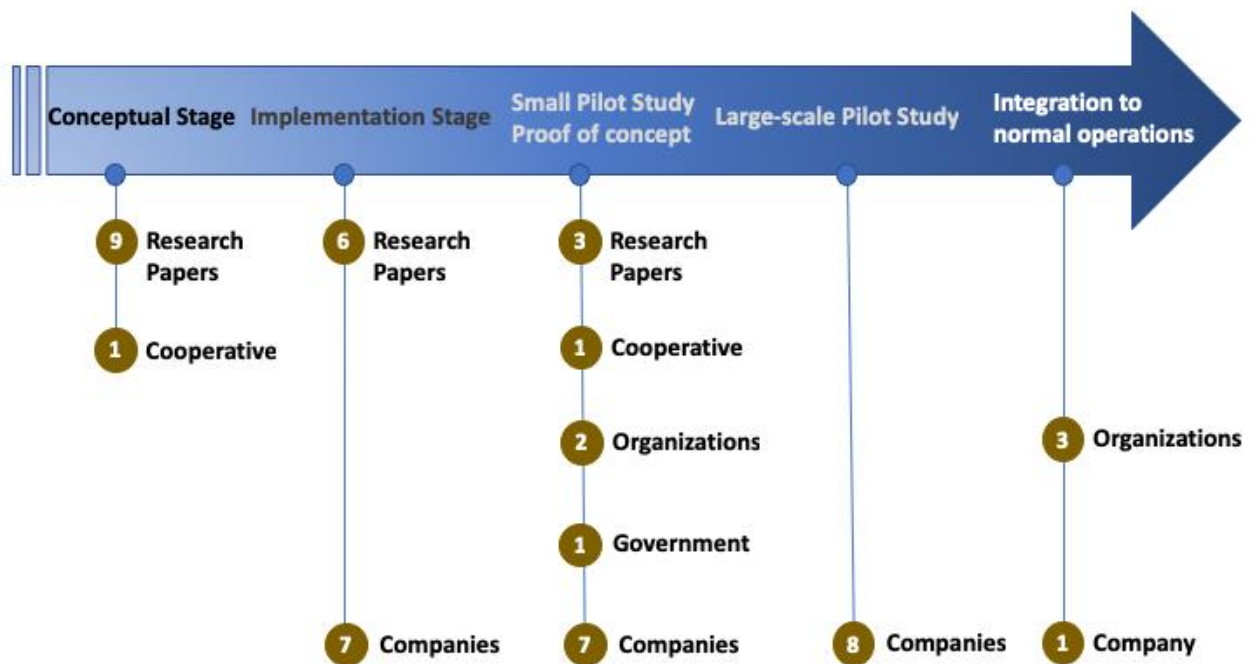 Conceptual Stage
Implementation Stage
Small Pilot Study
Proof of concept
Large-scale Pilot Study
Integration to
normal operations
9 Research
Papers
1 Cooperative
6 Research
Papers
7 Companies
3 Research
Papers
1 Cooperative
2 Organizations
1 Government
7 Companies
8 Companies
3 Organizations
1 Company